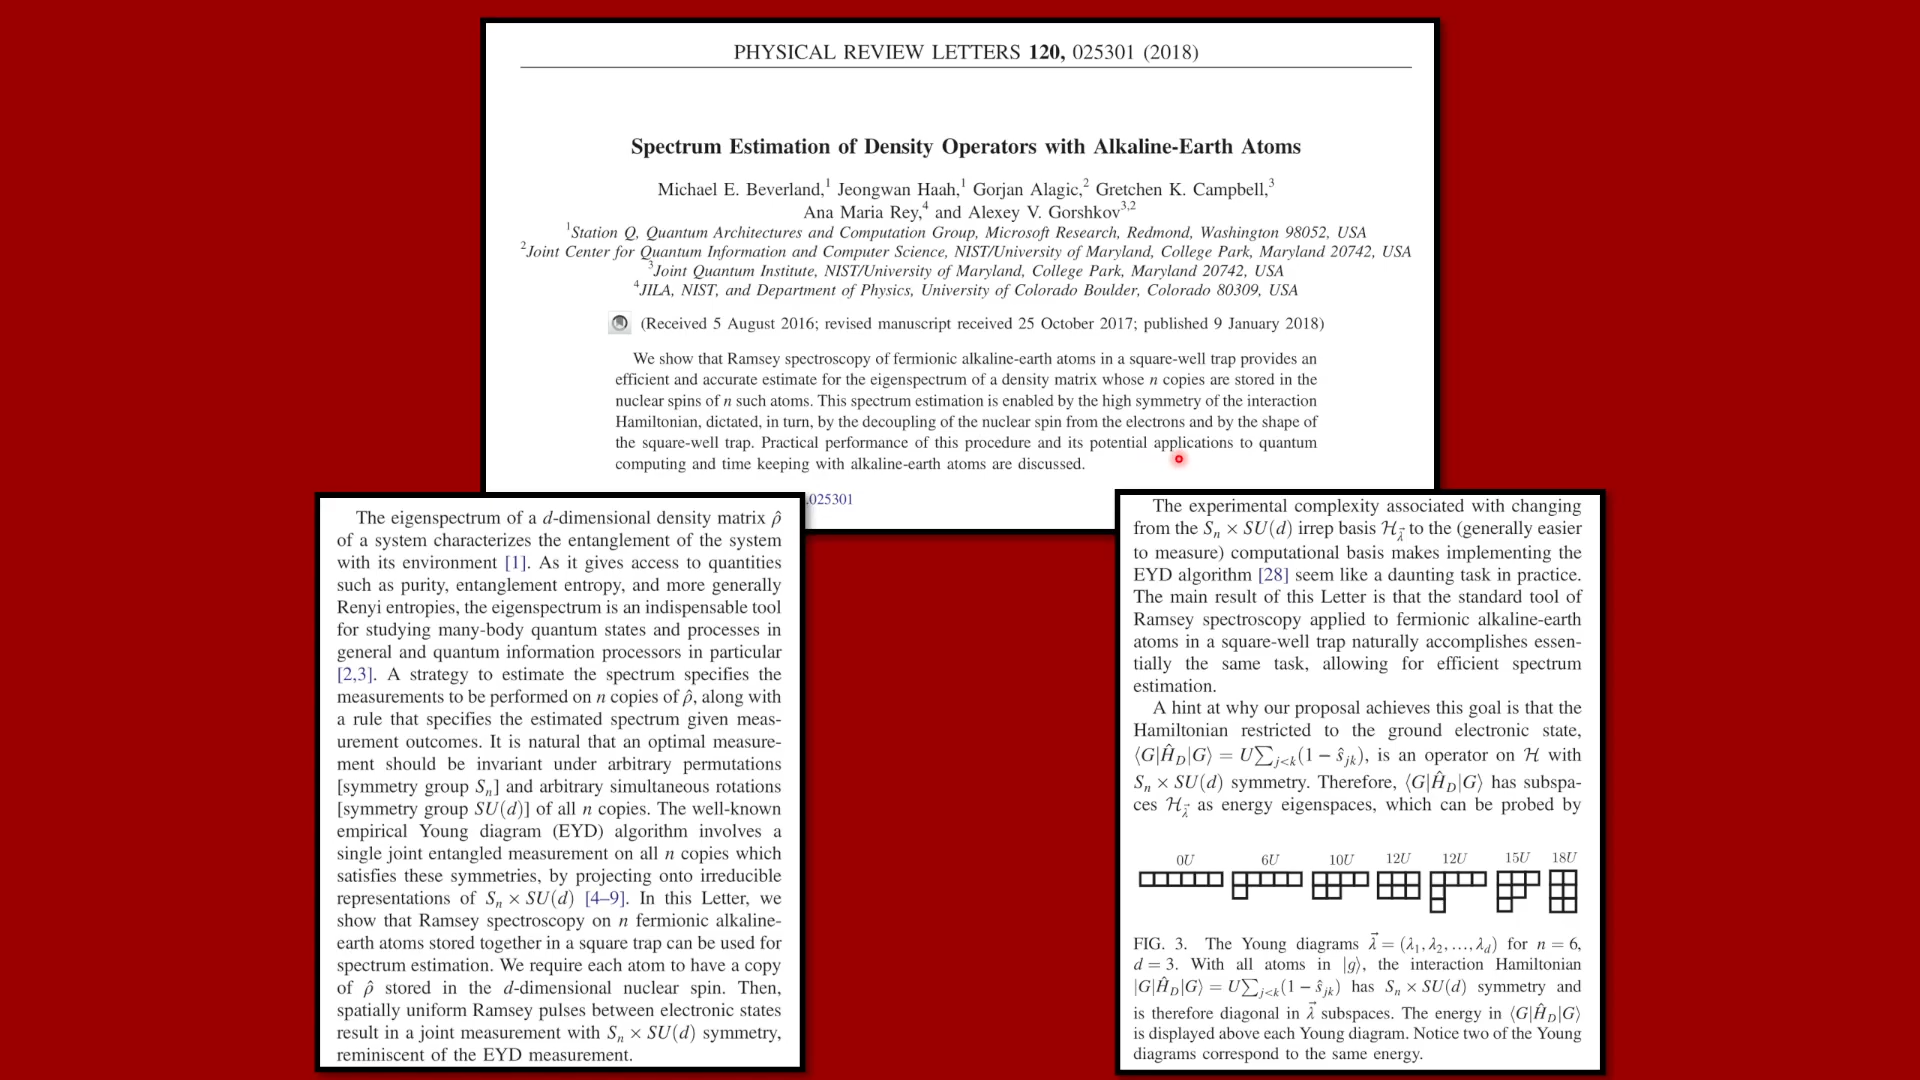 PHYSICAL REVIEW LETTERS 120, 025301 (2018)
Spectrum Estimation of Density Operators with Alkaline-Earth Atoms
Michael E. Beverland,1 Jeongwan Haah,1 Gorjan Alagic,2 Gretchen K. Campbell,3
Ana Maria Rey,4 and Alexey V. Gorshkov3,2
1Station Q, Quantum Architectures and Computation Group, Microsoft Research, Redmond, Washington 98052, USA
2Joint Center for Quantum Information and Computer Science, NIST/University of Maryland, College Park, Maryland 20742, USA
3Joint Quantum Institute, NIST/University of Maryland, College Park, Maryland 20742, USA
4JILA, NIST, and Department of Physics, University of Colorado Boulder, Colorado 80309, USA
(Received 5 August 2016; revised manuscript received 25 October 2017; published 9 January 2018)
We show that Ramsey spectroscopy of fermionic alkaline-earth atoms in a square-well trap provides an
efficient and accurate estimate for the eigenspectrum of a density matrix whose n copies are stored in the
nuclear spins of n such atoms. This spectrum estimation is enabled by the high symmetry of the interaction
Hamiltonian, dictated, in turn, by the decoupling of the nuclear spin from the electrons and by the shape of
the square-well trap. Practical performance of this procedure and its potential applications to quantum
computing and time keeping with alkaline-earth atoms are discussed.
.025301
The eigenspectrum of a d-dimensional density matrix ρ̂
of a system characterizes the entanglement of the system
with its environment [1]. As it gives access to quantities
such as purity, entanglement entropy, and more generally
Renyi entropies, the eigenspectrum is an indispensable tool
for studying many-body quantum states and processes in
general and quantum information processors in particular
[2,3]. A strategy to estimate the spectrum specifies the
measurements to be performed on n copies of ρ̂, along with
a rule that specifies the estimated spectrum given meas-
urement outcomes. It is natural that an optimal measure-
ment should be invariant under arbitrary permutations
[symmetry group Sn] and arbitrary simultaneous rotations
[symmetry group SU(d)] of all n copies. The well-known
empirical Young diagram (EYD) algorithm involves a
single joint entangled measurement on all n copies which
satisfies these symmetries, by projecting onto irreducible
representations of Sn × SU(d) [4–9]. In this Letter, we
show that Ramsey spectroscopy on n fermionic alkaline-
earth atoms stored together in a square trap can be used for
spectrum estimation. We require each atom to have a copy
of ρ̂ stored in the d-dimensional nuclear spin. Then,
spatially uniform Ramsey pulses between electronic states
result in a joint measurement with Sn × SU(d) symmetry,
reminiscent of the EYD measurement.
The experimental complexity associated with changing
from the Sn × SU(d) irrep basis ℋλ⃗ to the (generally easier
to measure) computational basis makes implementing the
EYD algorithm [28] seem like a daunting task in practice.
The main result of this Letter is that the standard tool of
Ramsey spectroscopy applied to fermionic alkaline-earth
atoms in a square-well trap naturally accomplishes essen-
tially the same task, allowing for efficient spectrum
estimation.
A hint at why our proposal achieves this goal is that the
Hamiltonian restricted to the ground electronic state,
⟨G|ĤD|G⟩ = U∑j<k(1 − ŝjk), is an operator on ℋ with
Sn × SU(d) symmetry. Therefore, ⟨G|ĤD|G⟩ has subspa-
ces ℋλ⃗ as energy eigenspaces, which can be probed by
0U 6U 10U 12U 12U 15U 18U
FIG. 3. The Young diagrams λ⃗ = (λ1, λ2, …, λd) for n = 6,
d = 3. With all atoms in |g⟩, the interaction Hamiltonian
|G|ĤD|G⟩ = U∑j<k(1 − ŝjk) has Sn × SU(d) symmetry and
is therefore diagonal in λ⃗ subspaces. The energy in ⟨G|ĤD|G⟩
is displayed above each Young diagram. Notice two of the Young
diagrams correspond to the same energy.